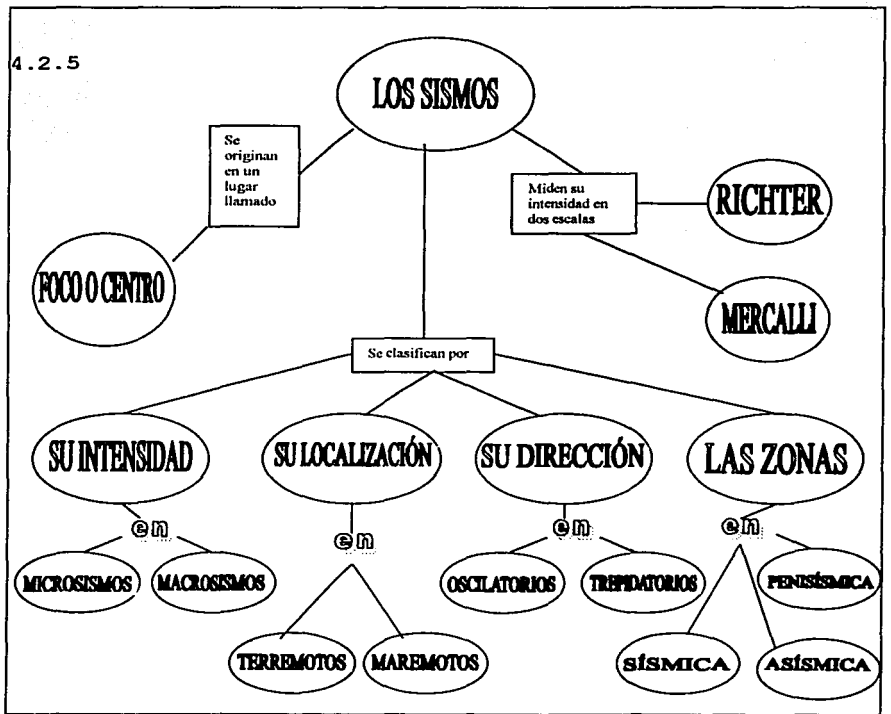 4.2.5
LOS SISMOS
Se
originan
en un
lugar
llamado
Miden su
intensidad en
dos escalas
RICHTER
FOCO O CENTRO
MERCALLI
Se clasifican por
SU INTENSIDAD
SU LOCALIZACIÓN
SU DIRECCIÓN
LAS ZONAS
en
en
en
en
MICROSISMOS
MACROSISMOS
OSCILATORIOS
TREPIDATORIOS
PENISÍSMICA
TERREMOTOS
MAREMOTOS
SÍSMICA
ASÍSMICA